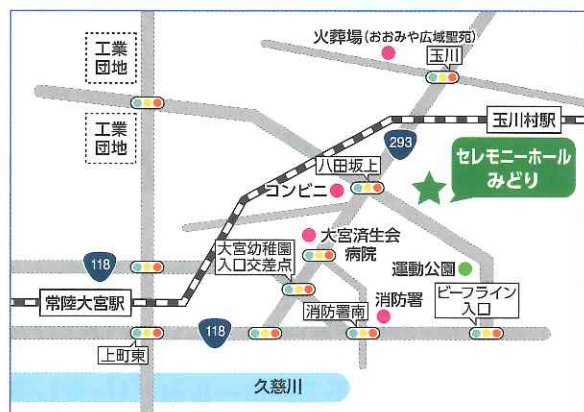 火葬場(おおみや広域聖苑)
玉川
工業
団地
工業
団地
玉川村駅
293
八田坂上
セレモニーホール
みどり
コンビニ
大宮済生会
病院
大宮幼稚園
入口交差点
118
運動公園
常陸大宮駅
消防署
ビーフライン
入口
118
消防署南
上町東
久慈川